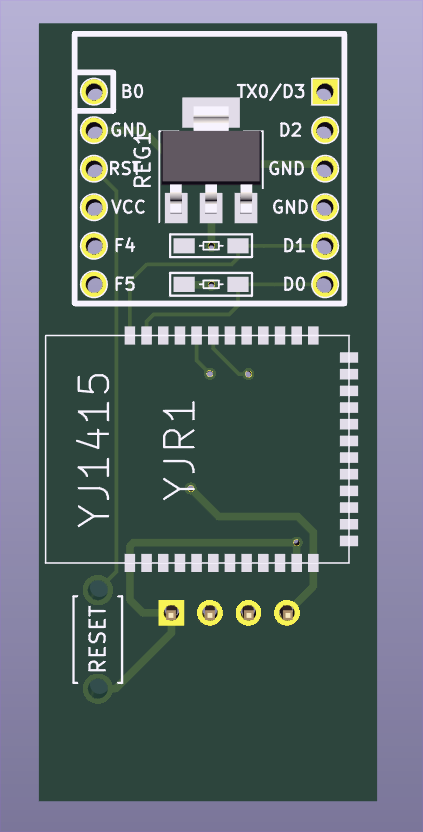 B0
TX0/D3
GND
D2
REG1
RST
GND
VCC
GND
F4
D1
F5
D0
YJ1415
YJR1
RESET